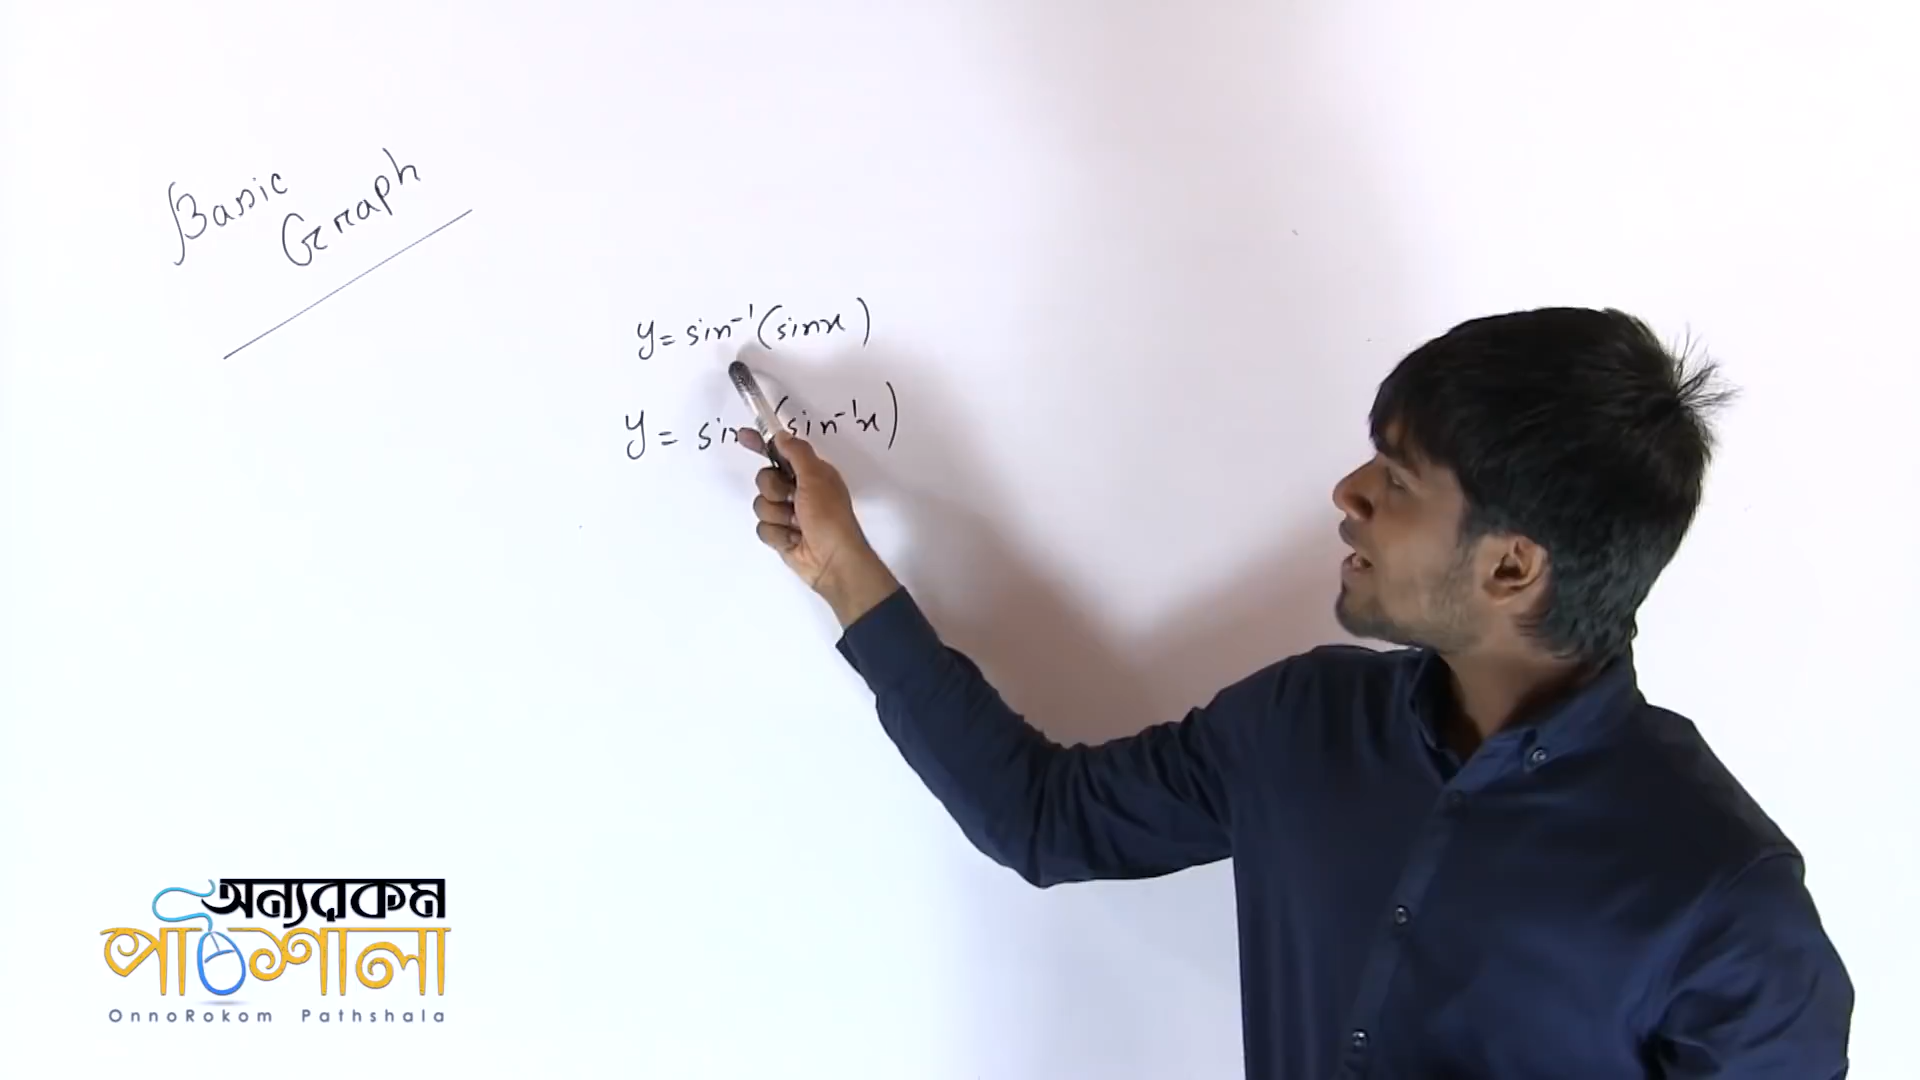 Basic
Graph
y = sin⁻¹(sinx)
y = sin (sin⁻¹x)
অন্যরকম
পাঠশালা
OnnoRokom Pathshala